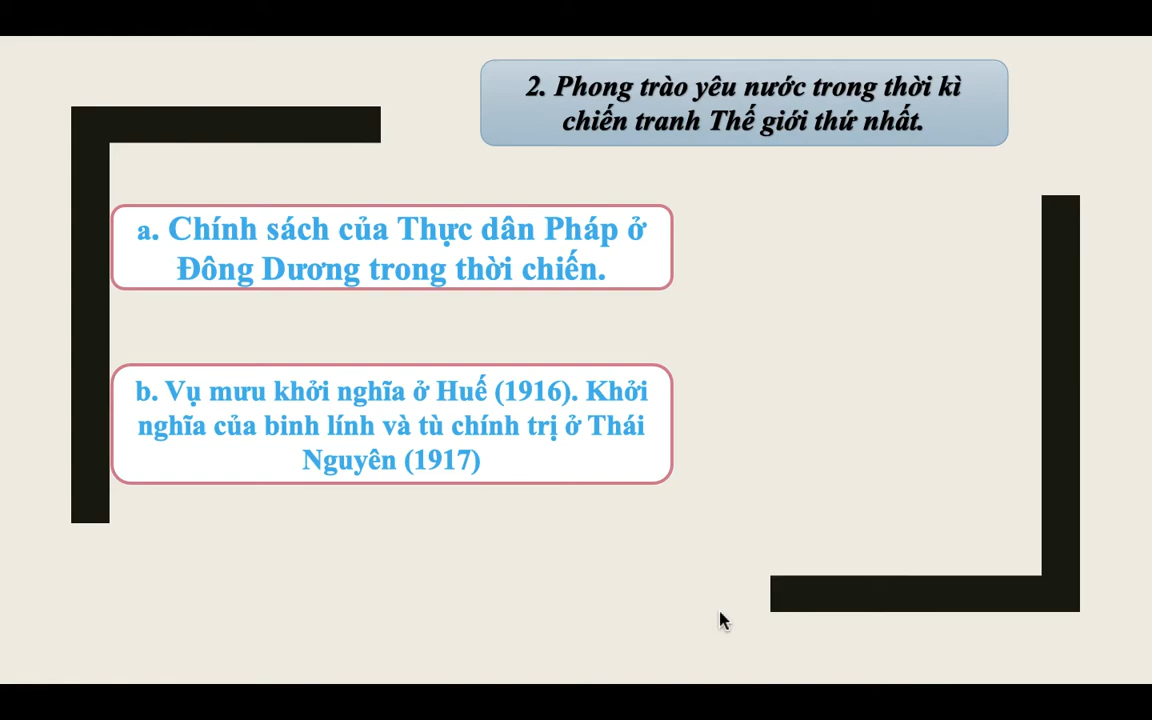 2. Phong trào yêu nước trong thời kì
chiến tranh Thế giới thứ nhất.
a. Chính sách của Thực dân Pháp ở
Đông Dương trong thời chiến.
b. Vụ mưu khởi nghĩa ở Huế (1916). Khởi
nghĩa của binh lính và tù chính trị ở Thái
Nguyên (1917)